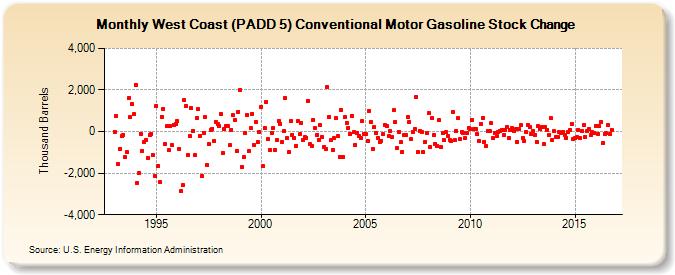 Monthly West Coast (PADD 5) Conventional Motor Gasoline Stock Change
Thousand Barrels
4,000
2,000
0
-2,000
-4,000
1995 2000 2005 2010 2015
Source: U.S. Energy Information Administration